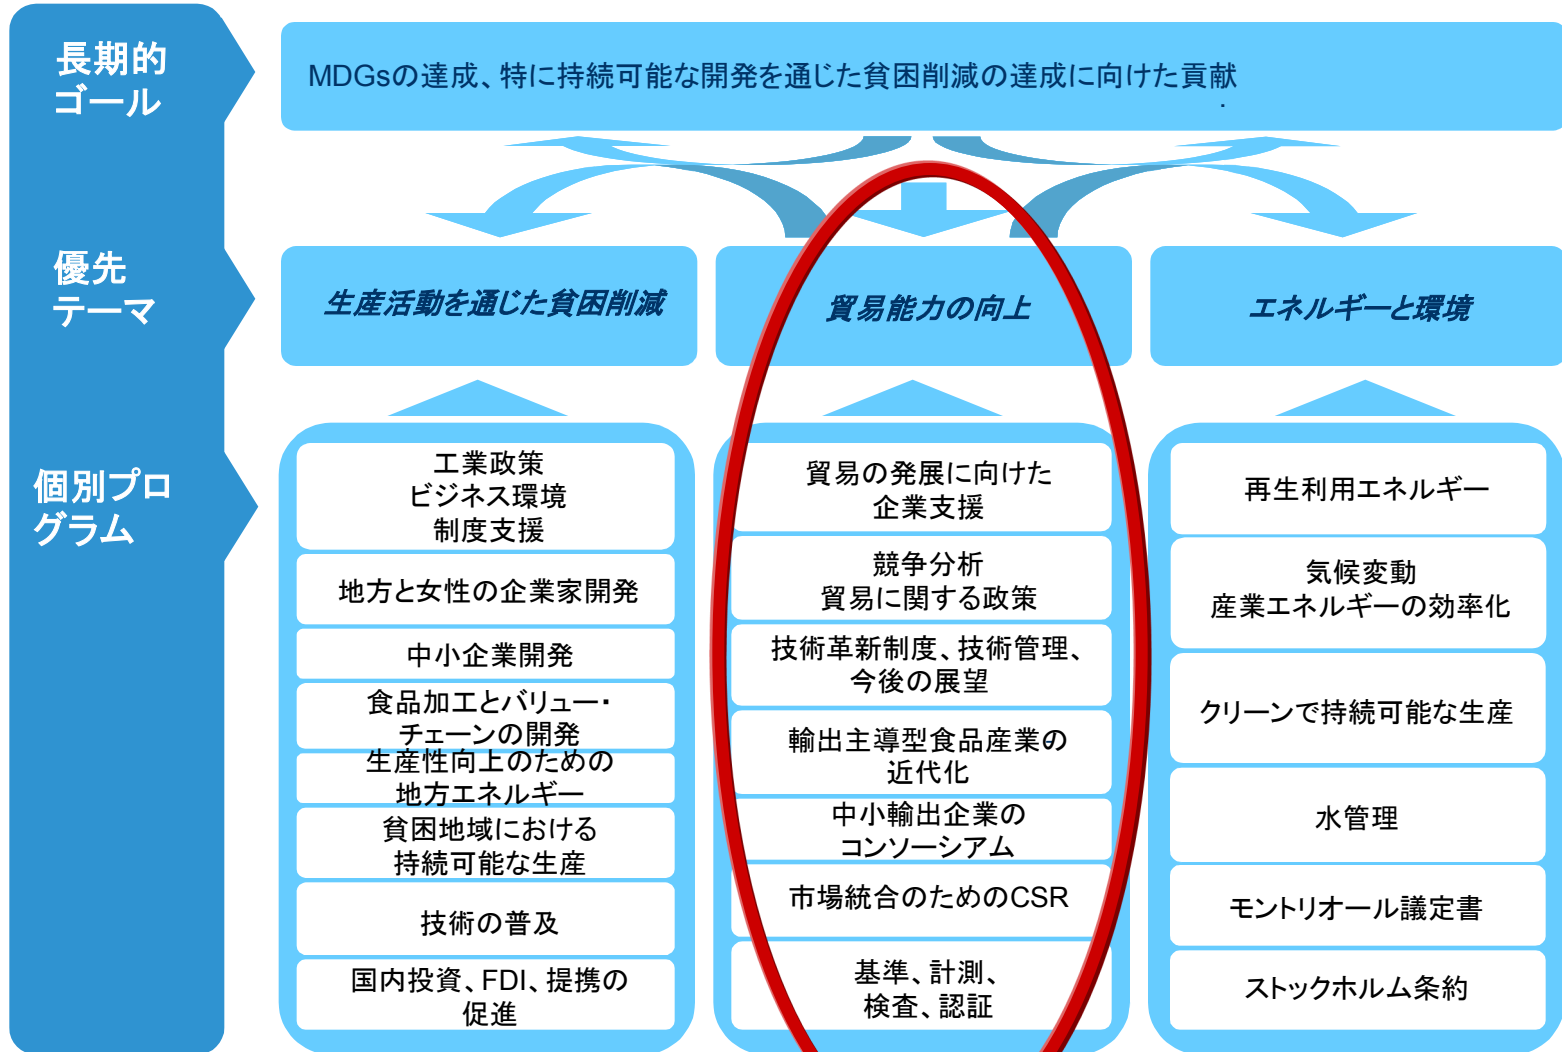 長期的
ゴール
MDGsの達成、特に持続可能な開発を通じた貧困削減の達成に向けた貢献
.
優先
テーマ
生産活動を通じた貧困削減
貿易能力の向上
エネルギーと環境
個別プロ
グラム
工業政策
ビジネス環境
制度支援
地方と女性の企業家開発
中小企業開発
食品加工とバリュー・
チェーンの開発
生産性向上のための
地方エネルギー
貧困地域における
持続可能な生産
技術の普及
国内投資、FDI、提携の
促進
貿易の発展に向けた
企業支援
競争分析
貿易に関する政策
技術革新制度、技術管理、
今後の展望
輸出主導型食品産業の
近代化
中小輸出企業の
コンソーシアム
市場統合のためのCSR
基準、計測、
検査、認証
再生利用エネルギー
気候変動
産業エネルギーの効率化
クリーンで持続可能な生産
水管理
モントリオール議定書
ストックホルム条約